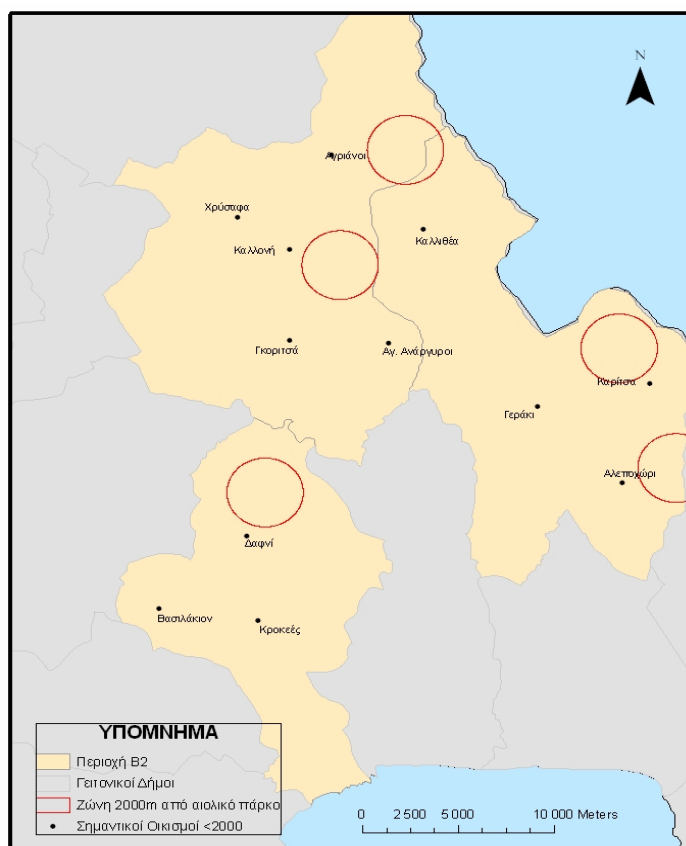 N
Αγριάνοι
Χρύσαφα
Καλλιθέα
Καλλονή
Γκοριτσά
Αγ. Ανάργυροι
Καρίτσα
Γεράκι
Αλεποχώρι
Δαφνί
Βασιλάκιον
Κροκεές
ΥΠΟΜΝΗΜΑ
Περιοχή Β2
Γειτονικοί Δήμοι
Ζώνη 2000m από αιολικό πάρκο
Σημαντικοί Οικισμοί <2000
0 2 500 5 000 10 000 Meters